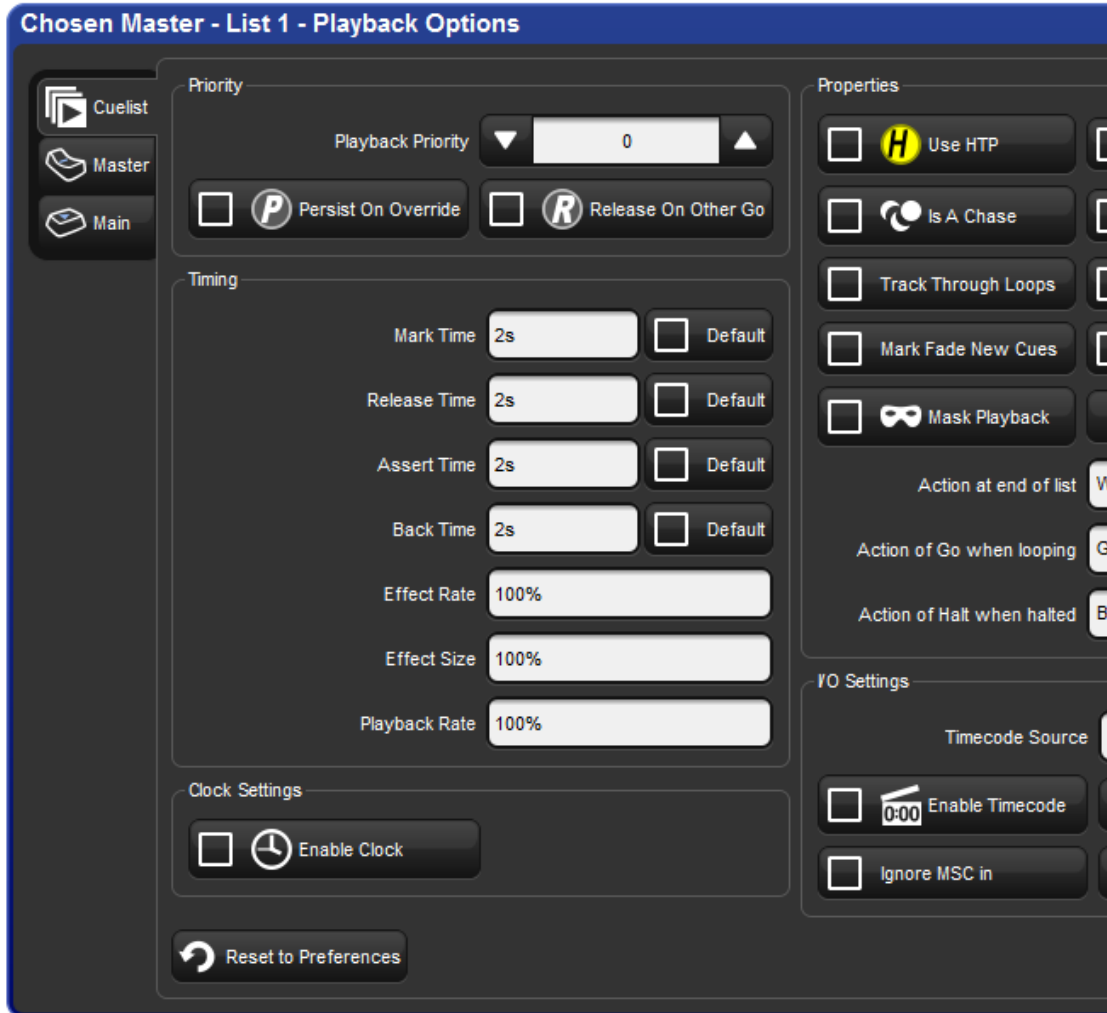 Chosen Master - List 1 - Playback Options
Cuelist
Master
Main
Priority
Playback Priority 0
P Persist On Override R Release On Other Go
Timing
Mark Time 2s Default
Release Time 2s Default
Assert Time 2s Default
Back Time 2s Default
Effect Rate 100%
Effect Size 100%
Playback Rate 100%
Clock Settings
Enable Clock
Reset to Preferences
Properties
H Use HTP
Is A Chase
Track Through Loops
Mark Fade New Cues
Mask Playback
Action at end of list
Action of Go when looping G
Action of Halt when halted B
I/O Settings
Timecode Source
0:00 Enable Timecode
Ignore MSC in